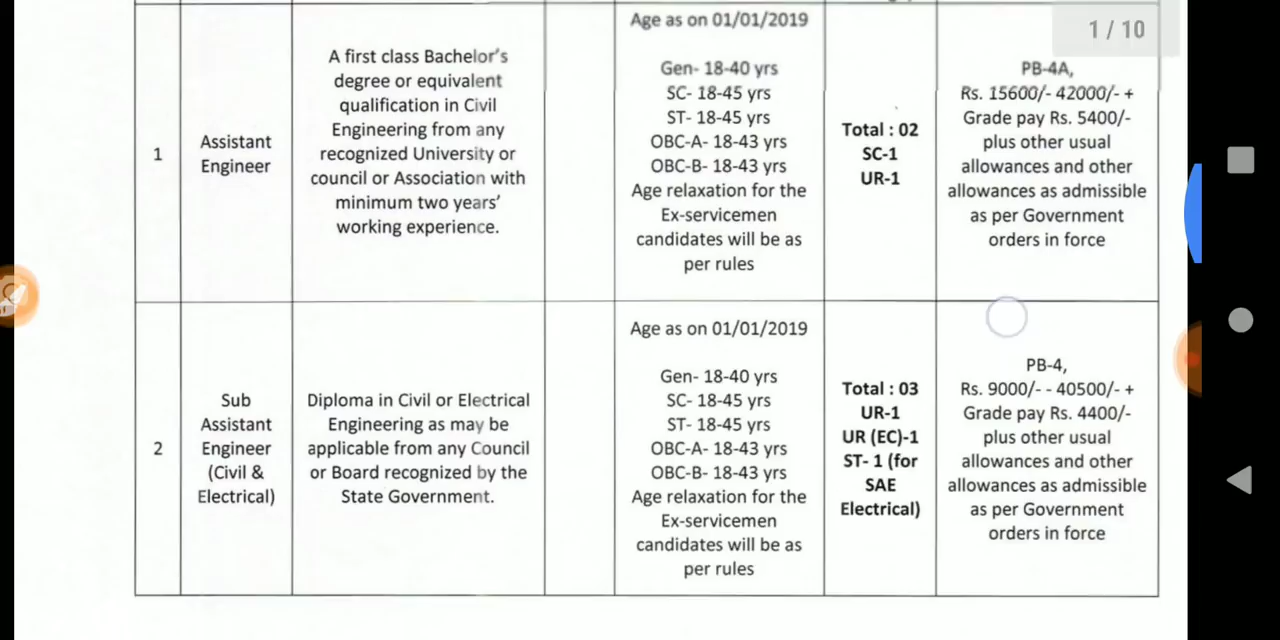 1 / 10
1
Assistant
Engineer
A first class Bachelor's
degree or equivalent
qualification in Civil
Engineering from any
recognized University or
council or Association with
minimum two years'
working experience.
Age as on 01/01/2019
Gen- 18-40 yrs
SC- 18-45 yrs
ST- 18-45 yrs
OBC-A- 18-43 yrs
OBC-B- 18-43 yrs
Age relaxation for the
Ex-servicemen
candidates will be as
per rules
Total : 02
SC-1
UR-1
PB-4A,
Rs. 15600/- 42000/- +
Grade pay Rs. 5400/-
plus other usual
allowances and other
allowances as admissible
as per Government
orders in force
2
Sub
Assistant
Engineer
(Civil &
Electrical)
Diploma in Civil or Electrical
Engineering as may be
applicable from any Council
or Board recognized by the
State Government.
Age as on 01/01/2019
Gen- 18-40 yrs
SC- 18-45 yrs
ST- 18-45 yrs
OBC-A- 18-43 yrs
OBC-B- 18-43 yrs
Age relaxation for the
Ex-servicemen
candidates will be as
per rules
Total : 03
UR-1
UR (EC)-1
ST- 1 (for
SAE
Electrical)
PB-4,
Rs. 9000/- - 40500/- +
Grade pay Rs. 4400/-
plus other usual
allowances and other
allowances as admissible
as per Government
orders in force